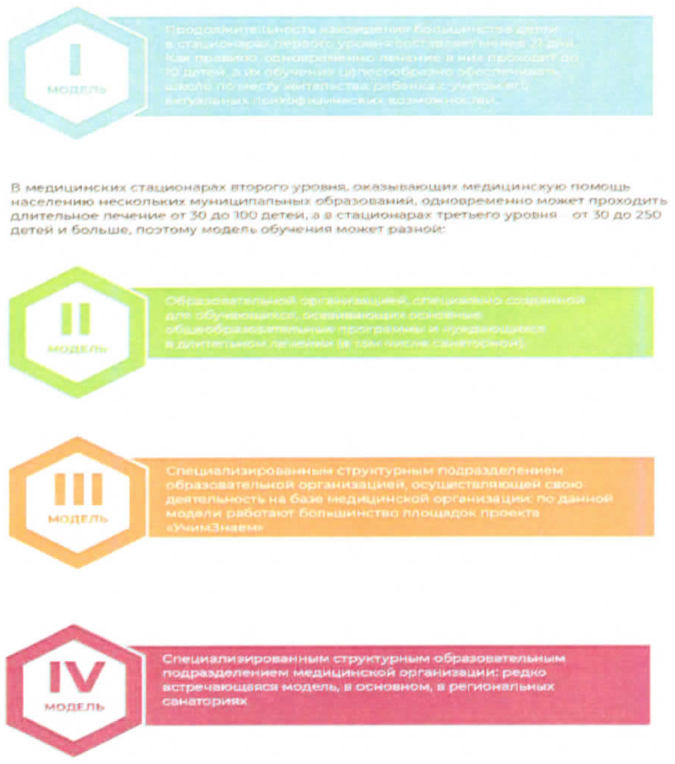 I
МОДЕЛЬ
Продолжительность нахождения большинства детей
в стационарах первого уровня составляет менее 21 дня.
Как правило, одновременно лечение в них проходят до
10 детей, а их обучение целесообразно обеспечивать
школе по месту жительства ребенка с учетом его
актуальных психофизических возможностей.
В медицинских стационарах второго уровня, оказывающих медицинскую помощь
населению нескольких муниципальных образований, одновременно может проходить
длительное лечение от 30 до 100 детей, а в стационарах третьего уровня от 30 до 250
детей и больше, поэтому модель обучения может разной:
II
МОДЕЛЬ
Образовательной организацией, специально созданной
для обучающихся, осваивающих основные
общеобразовательные программы и нуждающихся
в длительном лечении (в том числе санаторной).
III
МОДЕЛЬ
Специализированным структурным подразделением
образовательной организацией, осуществляющей свою
деятельность на базе медицинской организации: по данной
модели работают большинство площадок проекта
«УчимЗнаем»
IV
МОДЕЛЬ
Специализированным структурным образовательным
подразделением медицинской организации: редко
встречающаяся модель, в основном, в региональных
санаториях